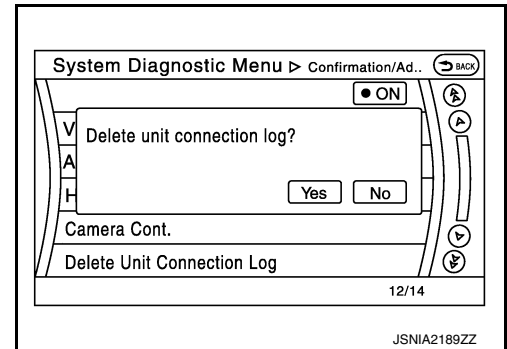 System Diagnostic Menu ▷ Confirmation/Ad.. BACK
● ON
V
Delete unit connection log?
A
H
Yes No
Camera Cont.
Delete Unit Connection Log
12/14
JSNIA2189ZZ